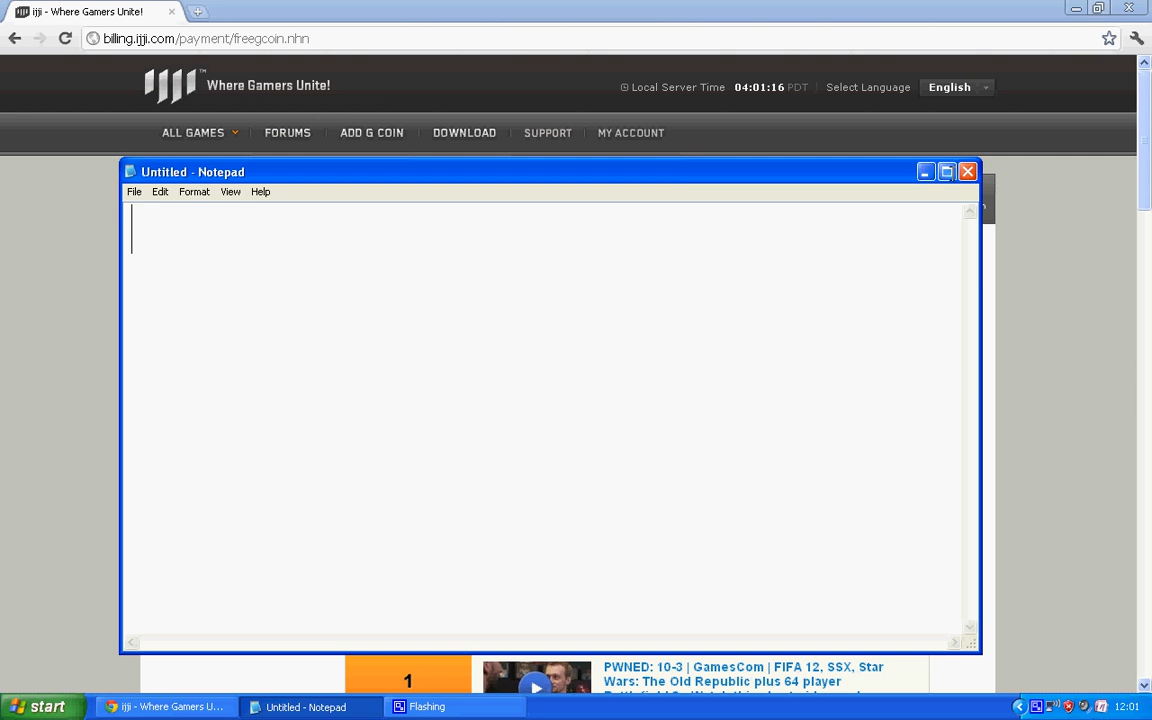 ijji - Where Gamers Unite!
billing.ijji.com/payment/freegcoin.nhn
ijji™ Where Gamers Unite!
Local Server Time 04:01:16 PDT
Select Language English
ALL GAMES
FORUMS
ADD G COIN
DOWNLOAD
SUPPORT
MY ACCOUNT
Untitled - Notepad
File Edit Format View Help
1
PWNED: 10-3 | GamesCom | FIFA 12, SSX, Star
Wars: The Old Republic plus 64 player
start
ijji - Where Gamers U...
Untitled - Notepad
Flashing
12:01